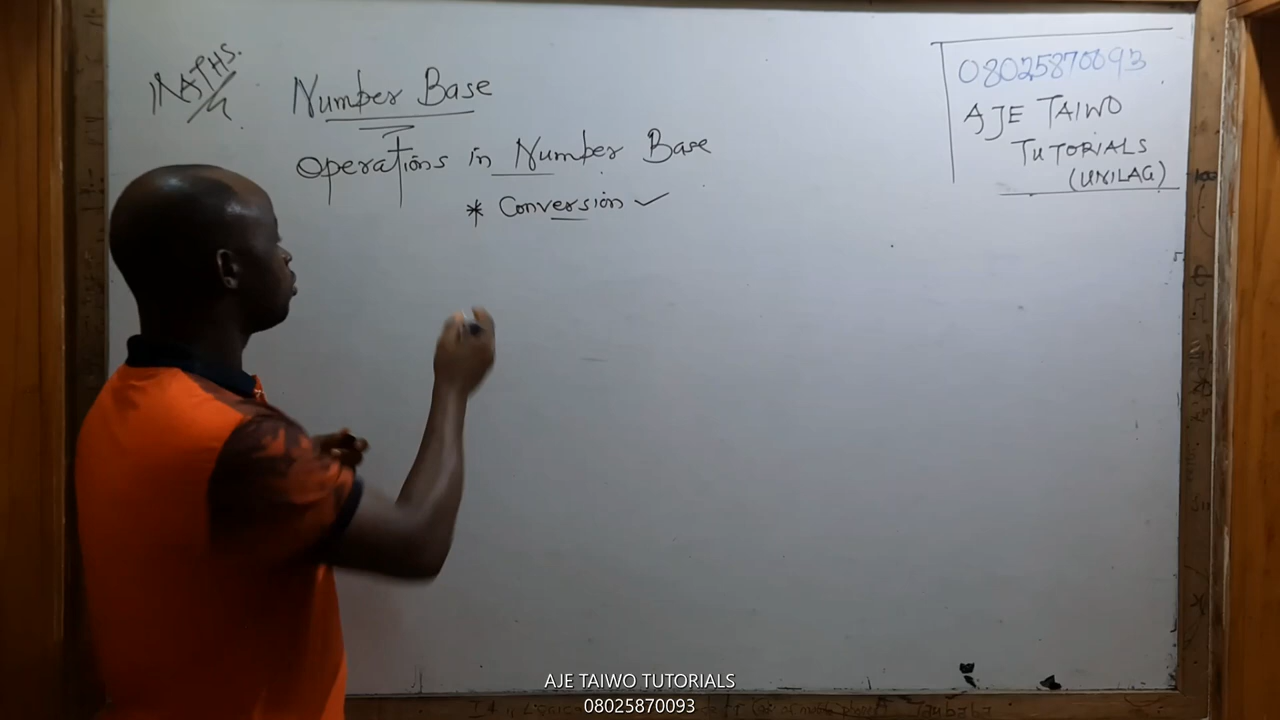 MATHS.
Number Base
Operations in Number Base
* Conversion ✓
08025870093
AJE TAIWO
TUTORIALS
(UNILAG)
AJE TAIWO TUTORIALS
08025870093